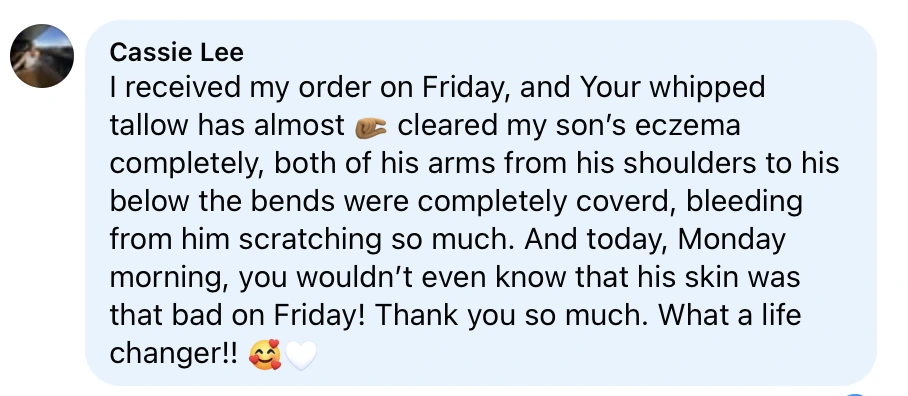 Cassie Lee
I received my order on Friday, and Your whipped
tallow has almost 🤏🏾 cleared my son’s eczema
completely, both of his arms from his shoulders to his
below the bends were completely coverd, bleeding
from him scratching so much. And today, Monday
morning, you wouldn’t even know that his skin was
that bad on Friday! Thank you so much. What a life
changer!! 🥰🤍